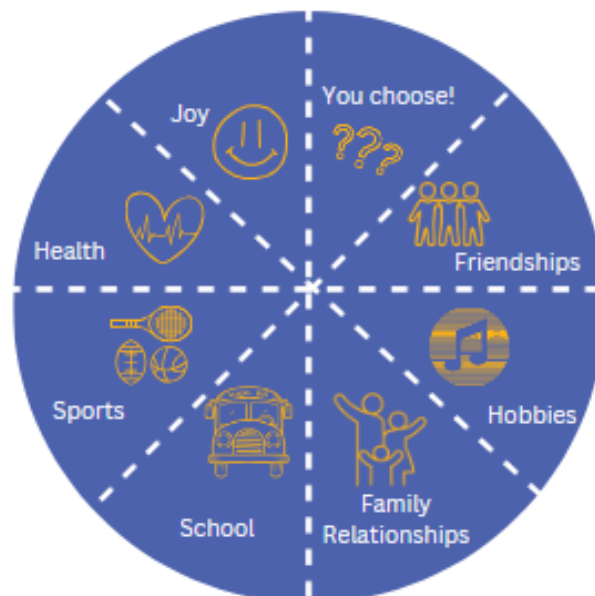 You choose!
???
Joy
Friendships
Health
Hobbies
Sports
Family
Relationships
School